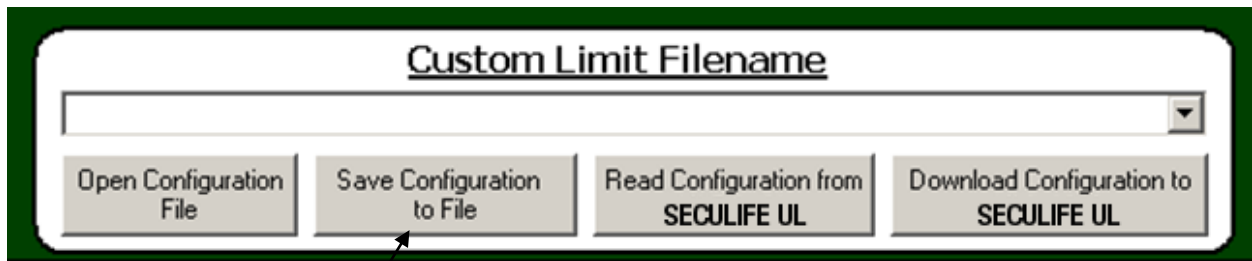 Custom Limit Filename
Open Configuration
File
Save Configuration
to File
Read Configuration from
SECULIFE UL
Download Configuration to
SECULIFE UL